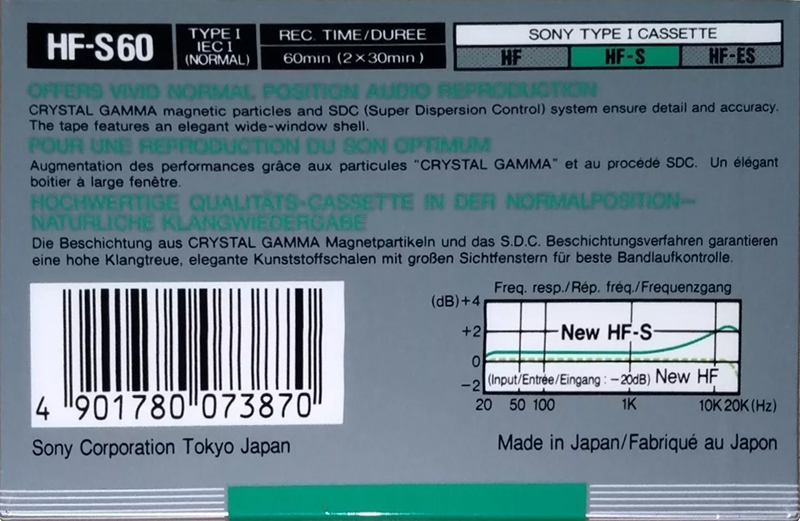 HF-S60
TYPE I
IEC I
(NORMAL)
REC. TIME/DUREE
60min (2×30min)
SONY TYPE I CASSETTE
HF HF-S HF-ES
OFFERS VIVID NORMAL POSITION AUDIO REPRODUCTION
CRYSTAL GAMMA magnetic particles and SDC (Super Dispersion Control) system ensure detail and accuracy.
The tape features an elegant wide-window shell.
POUR UNE REPRODUCTION DU SON OPTIMUM
Augmentation des performances grâce aux particules "CRYSTAL GAMMA" et au procédé SDC. Un élégant
boitier à large fenêtre.
HOCHWERTIGE QUALITÄTS-CASSETTE IN DER NORMALPOSITION—
NATÜRLICHE KLANGWIEDERGABE
Die Beschichtung aus CRYSTAL GAMMA Magnetpartikeln und das S.D.C. Beschichtungsverfahren garantieren
eine hohe Klangtreue, elegante Kunststoffschalen mit großen Sichtfenstern für beste Bandlaufkontrolle.
4 901780 073870
Sony Corporation Tokyo Japan
Freq. resp./Rép. fréq./Frequenzgang
(dB)+4
+2
0
-2
New HF-S
(Input/Entrée/Eingang : -20dB) New HF
20 50 100 1K 10K 20K (Hz)
Made in Japan/Fabriqué au Japon